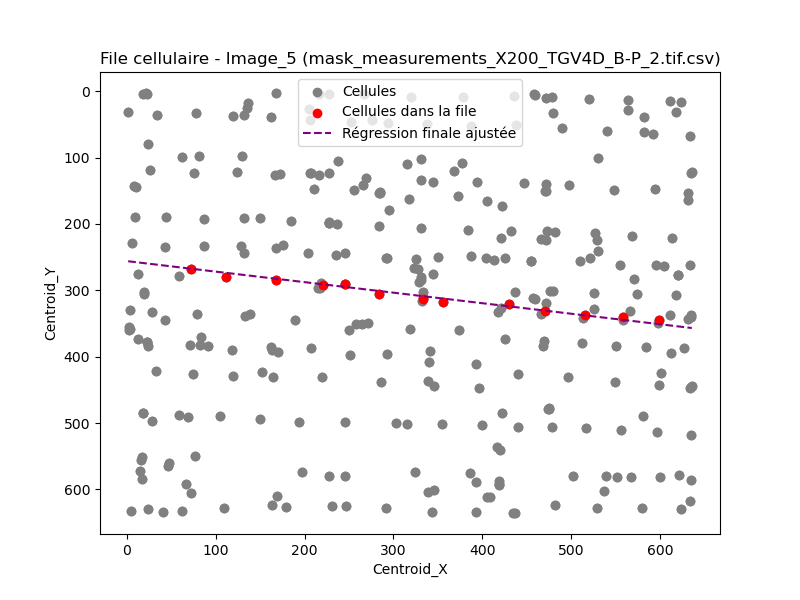 File cellulaire - Image_5 (mask_measurements_X200_TGV4D_B-P_2.tif.csv)
Cellules
Cellules dans la file
Régression finale ajustée
0
100
200
300
400
500
600
Centroid_Y
0 100 200 300 400 500 600
Centroid_X